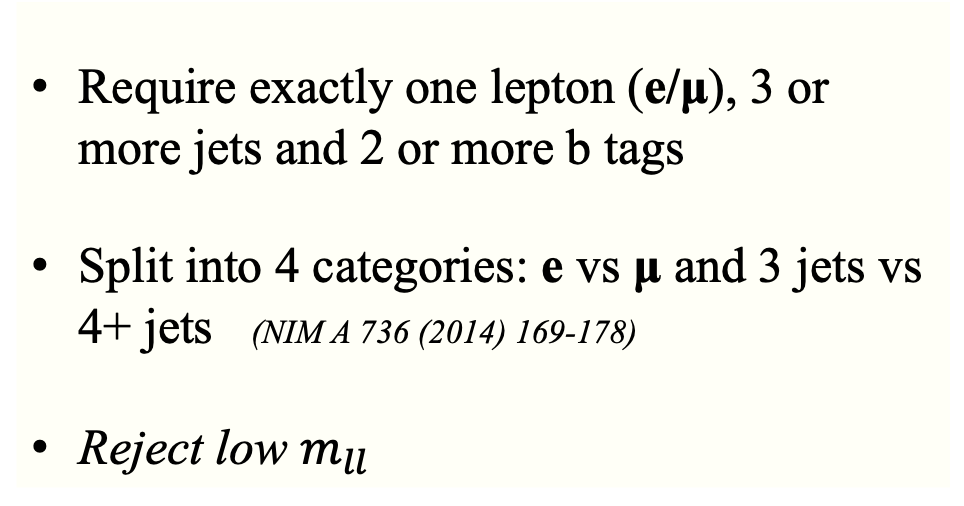 • Require exactly one lepton (e/μ), 3 or
more jets and 2 or more b tags
• Split into 4 categories: e vs μ and 3 jets vs
4+ jets (NIM A 736 (2014) 169-178)
• Reject low mll